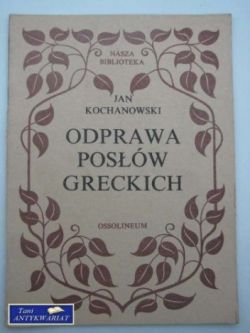 NASZA
BIBLIOTEKA
JAN
KOCHANOWSKI
ODPRAWA
POSŁÓW
GRECKICH
OSSOLINEUM
Tani
ANTYKWARIAT